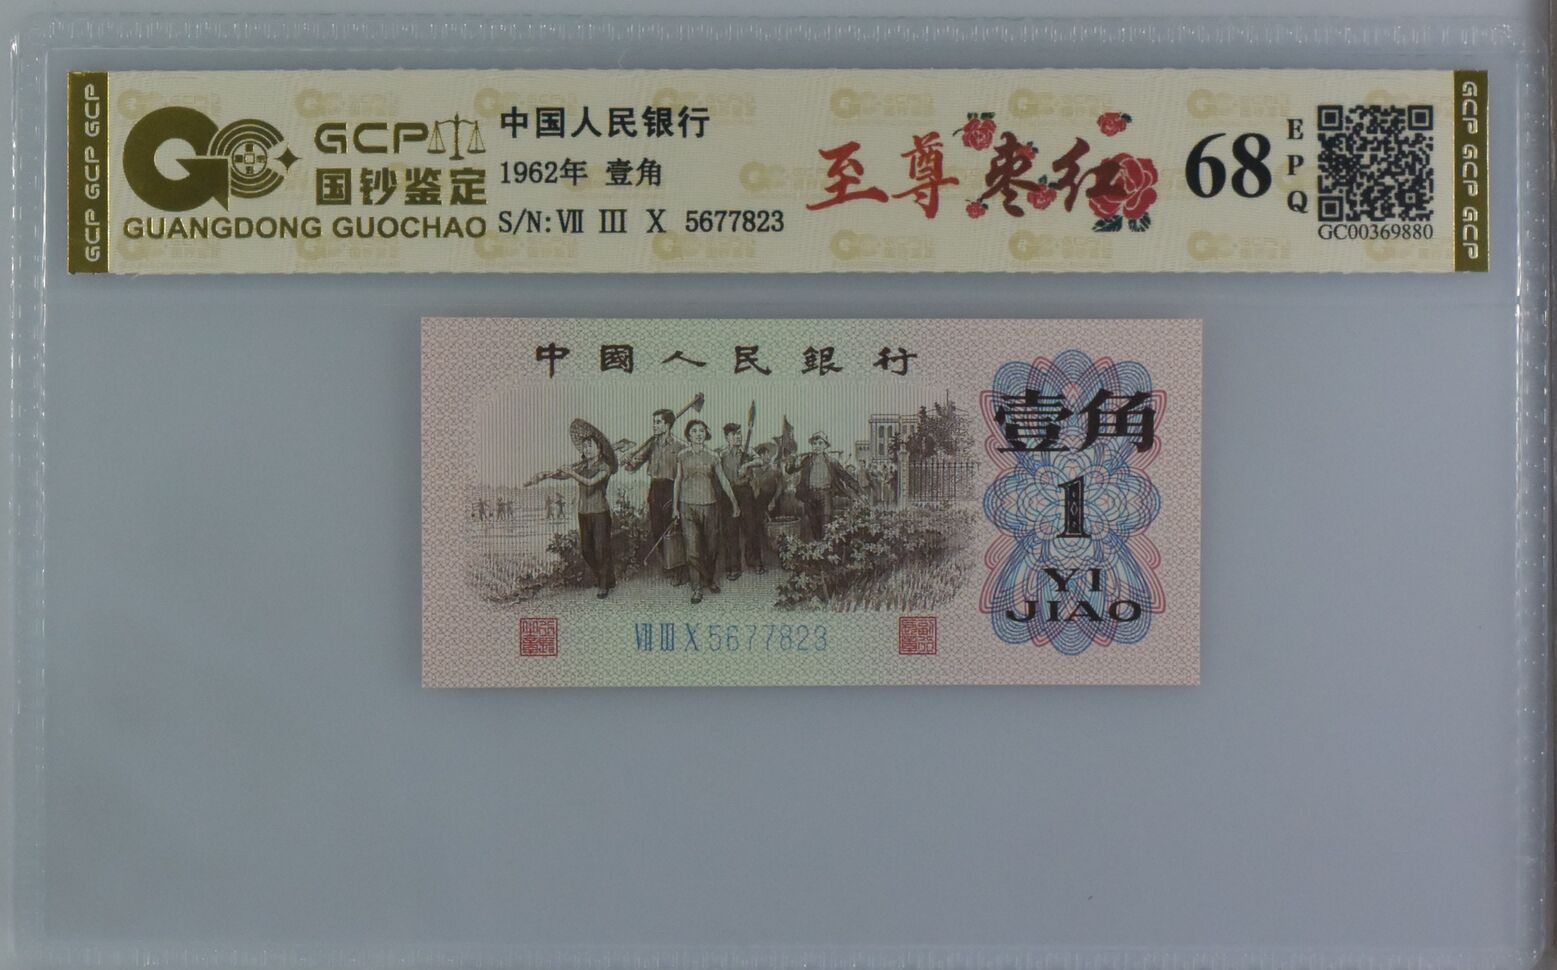 GCP GCP GCP
GCP
国钞鉴定
GUANGDONG GUOCHAO
中国人民银行
1962年 壹角
S/N: Ⅶ Ⅲ Ⅹ 5677823
至尊枣红
68
EPQ
GC00369880
GCP GCP GCP
中國人民銀行
壹角
1
YI
JIAO
Ⅶ Ⅲ Ⅹ 5677823